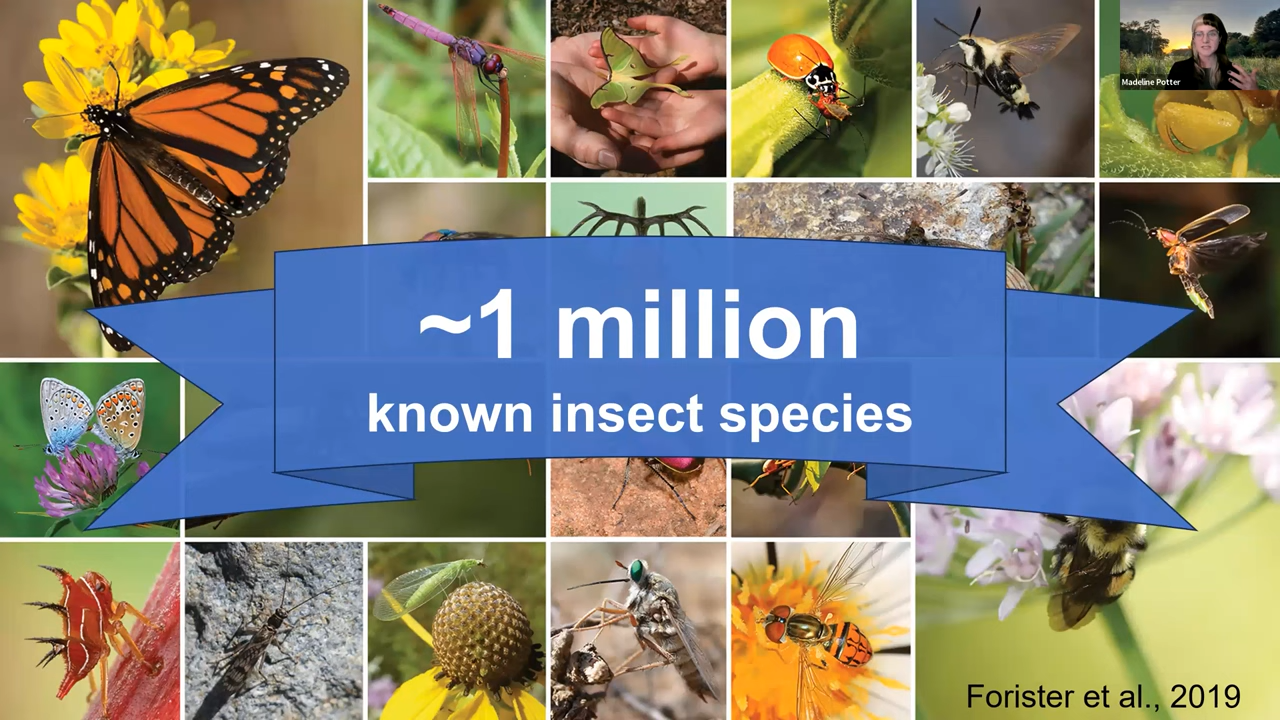 Madeline Potter
~1 million
known insect species
Forister et al., 2019